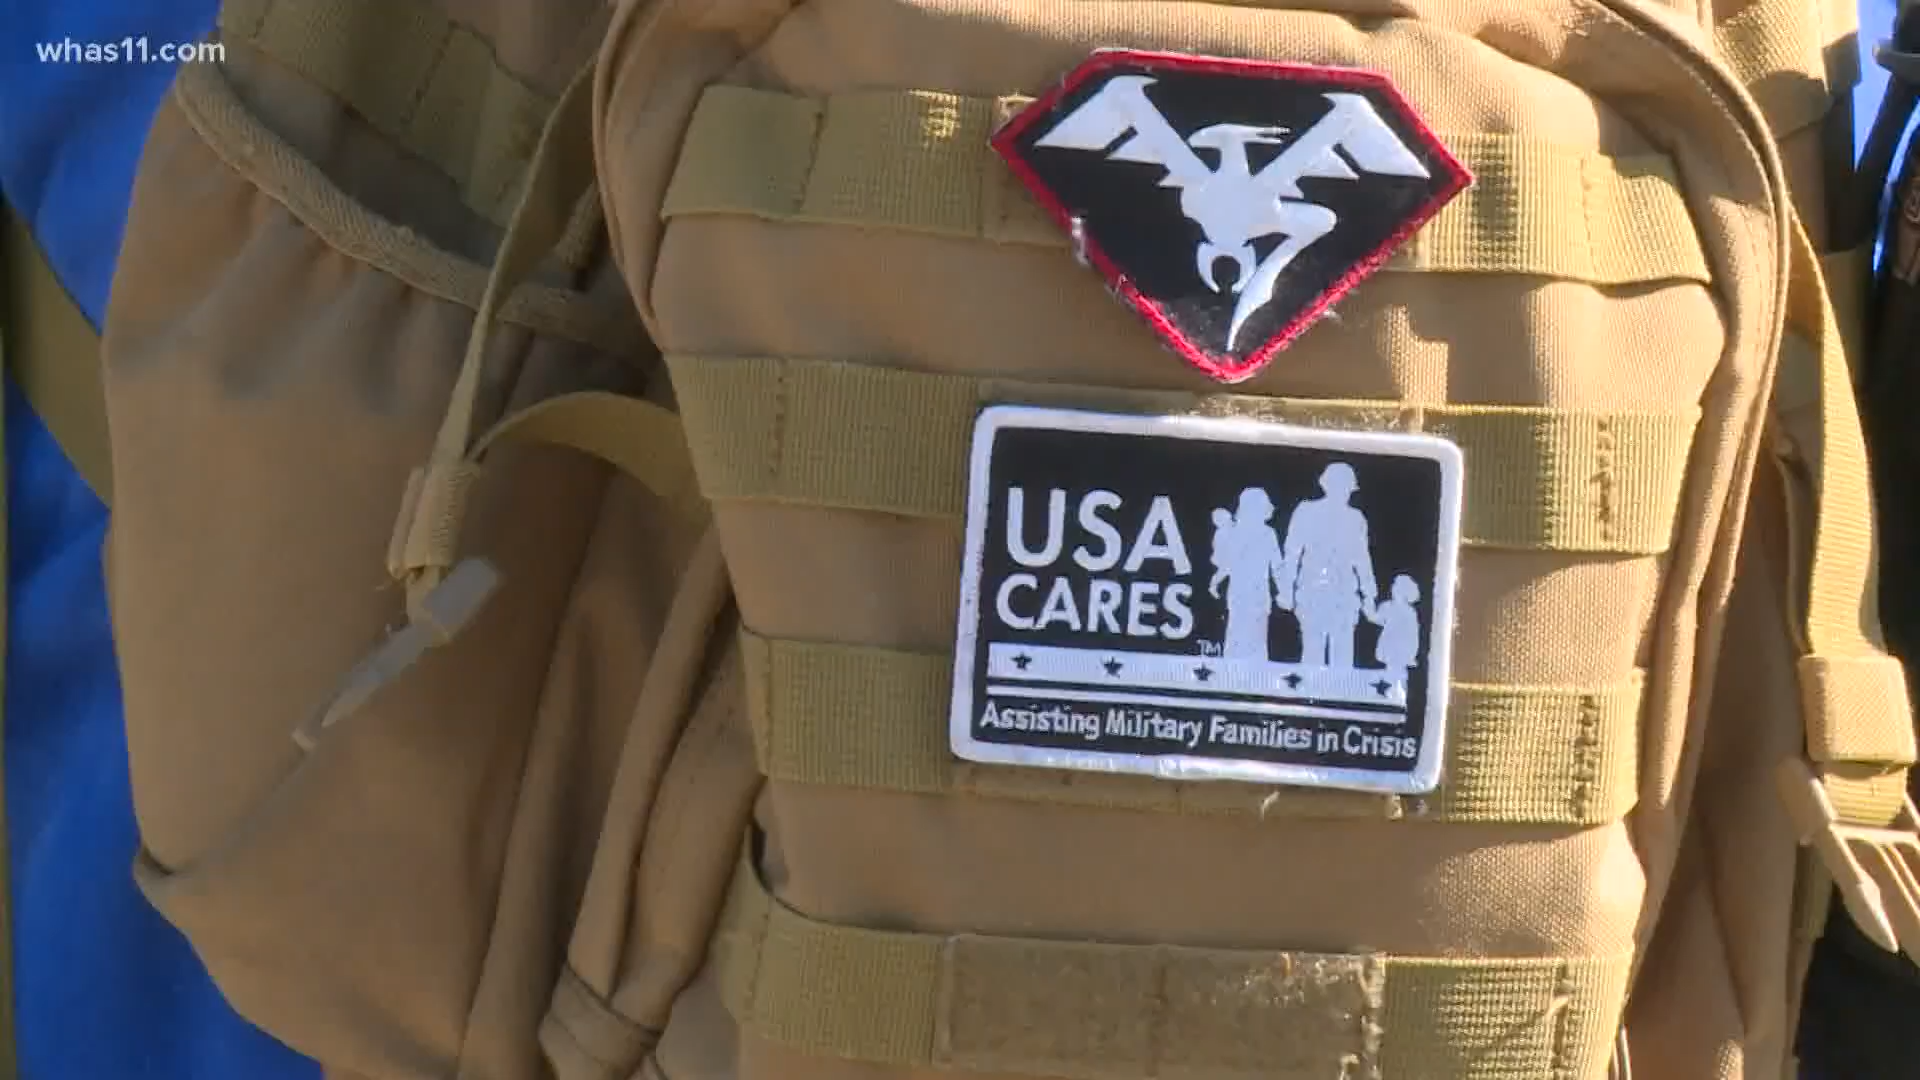 whas11.com
USA
CARES
TM
Assisting Military Families in Crisis